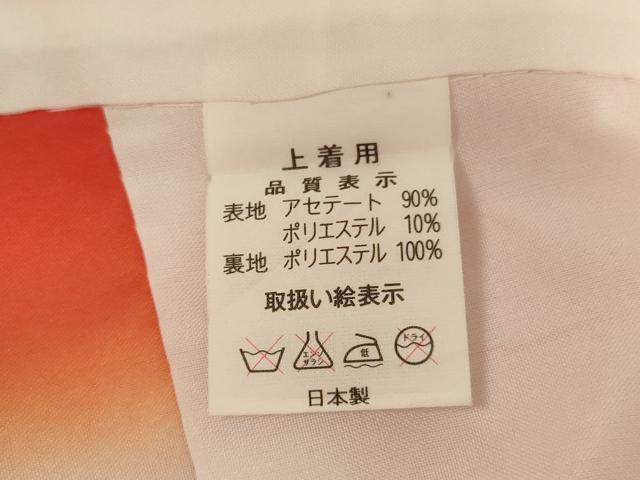 上着用
品質表示
表地 アセテート 90%
ポリエステル 10%
裏地 ポリエステル 100%
取扱い絵表示
エンソ サラシ 低 ドライ
日本製